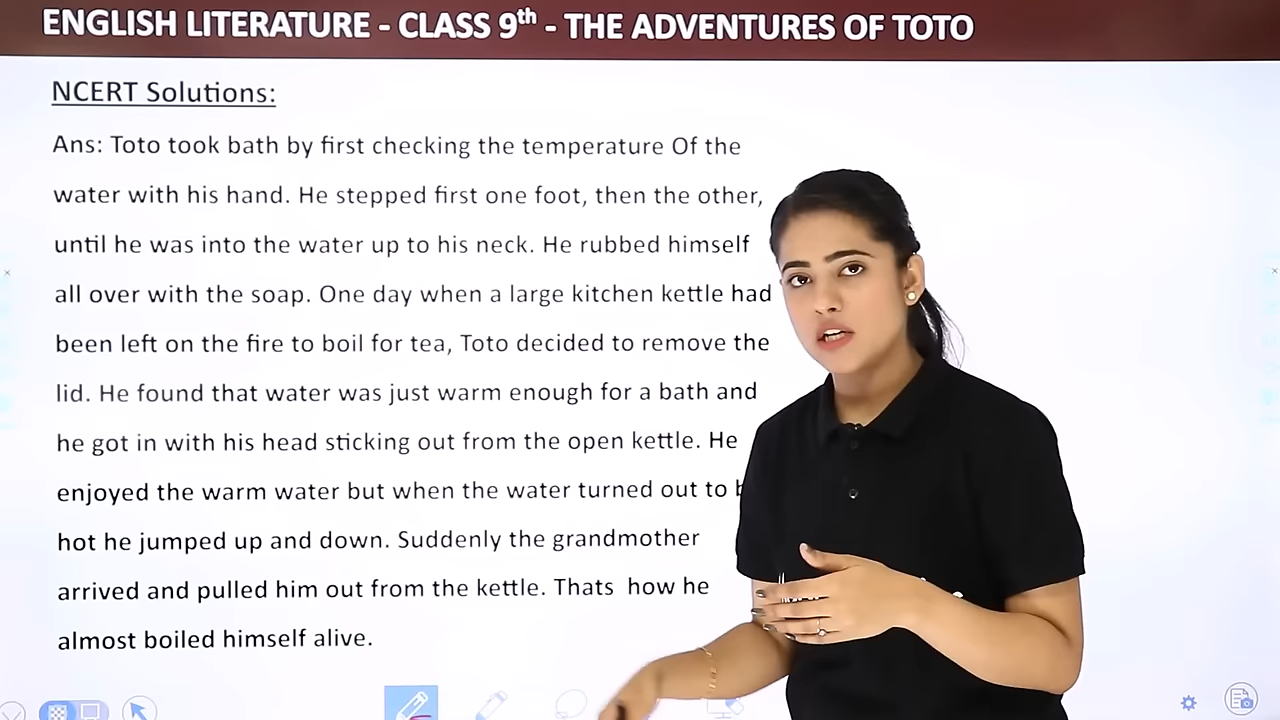 ENGLISH LITERATURE - CLASS 9th - THE ADVENTURES OF TOTO
NCERT Solutions:
Ans: Toto took bath by first checking the temperature Of the
water with his hand. He stepped first one foot, then the other,
until he was into the water up to his neck. He rubbed himself
all over with the soap. One day when a large kitchen kettle had
been left on the fire to boil for tea, Toto decided to remove the
lid. He found that water was just warm enough for a bath and
he got in with his head sticking out from the open kettle. He
enjoyed the warm water but when the water turned out to
hot he jumped up and down. Suddenly the grandmother
arrived and pulled him out from the kettle. Thats how he
almost boiled himself alive.